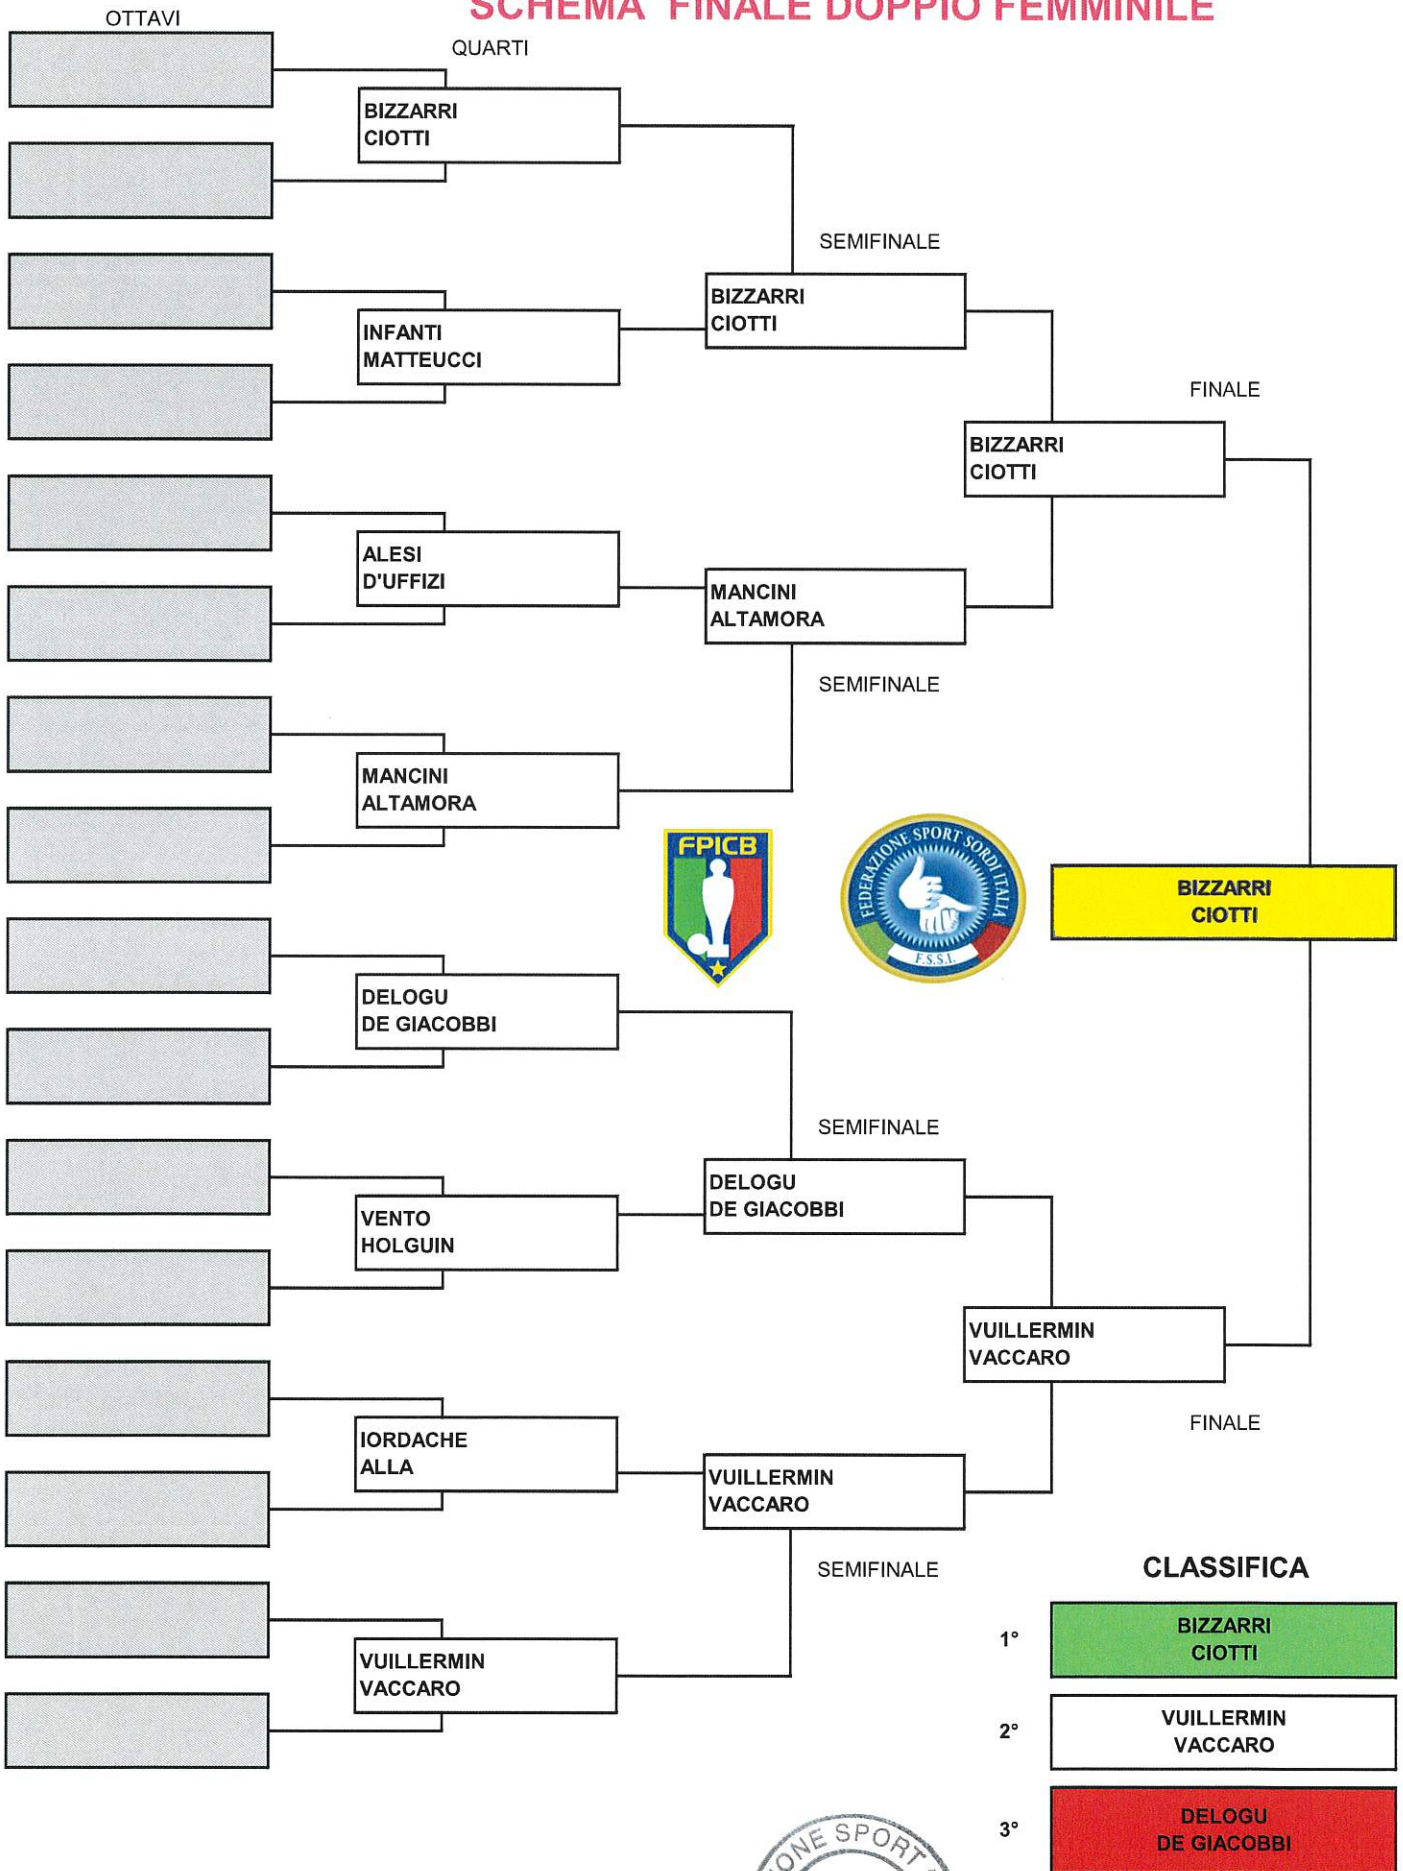 SCHEMA FINALE DOPPIO FEMMINILE
OTTAVI
QUARTI
BIZZARRI
CIOTTI
SEMIFINALE
BIZZARRI
CIOTTI
INFANTI
MATTEUCCI
FINALE
BIZZARRI
CIOTTI
ALESI
D'UFFIZI
MANCINI
ALTAMORA
SEMIFINALE
MANCINI
ALTAMORA
FPICB
FEDERAZIONE SPORT SORDI ITALIA
F.S.S.I.
BIZZARRI
CIOTTI
DELOGU
DE GIACOBBI
SEMIFINALE
DELOGU
DE GIACOBBI
VENTO
HOLGUIN
VUILLERMIN
VACCARO
FINALE
IORDACHE
ALLA
VUILLERMIN
VACCARO
SEMIFINALE
VUILLERMIN
VACCARO
CLASSIFICA
1°
BIZZARRI
CIOTTI
2°
VUILLERMIN
VACCARO
3°
DELOGU
DE GIACOBBI
SPORT